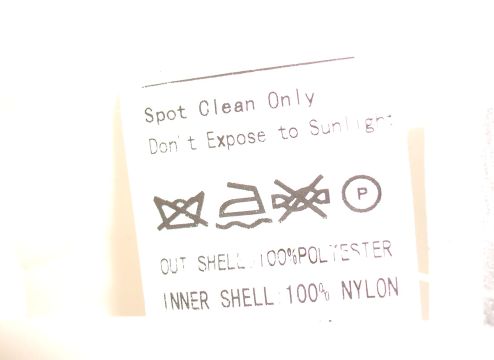 Spot Clean Only
Don't Expose to Sunlight
P
OUT SHELL:100%POLYESTER
INNER SHELL:100% NYLON